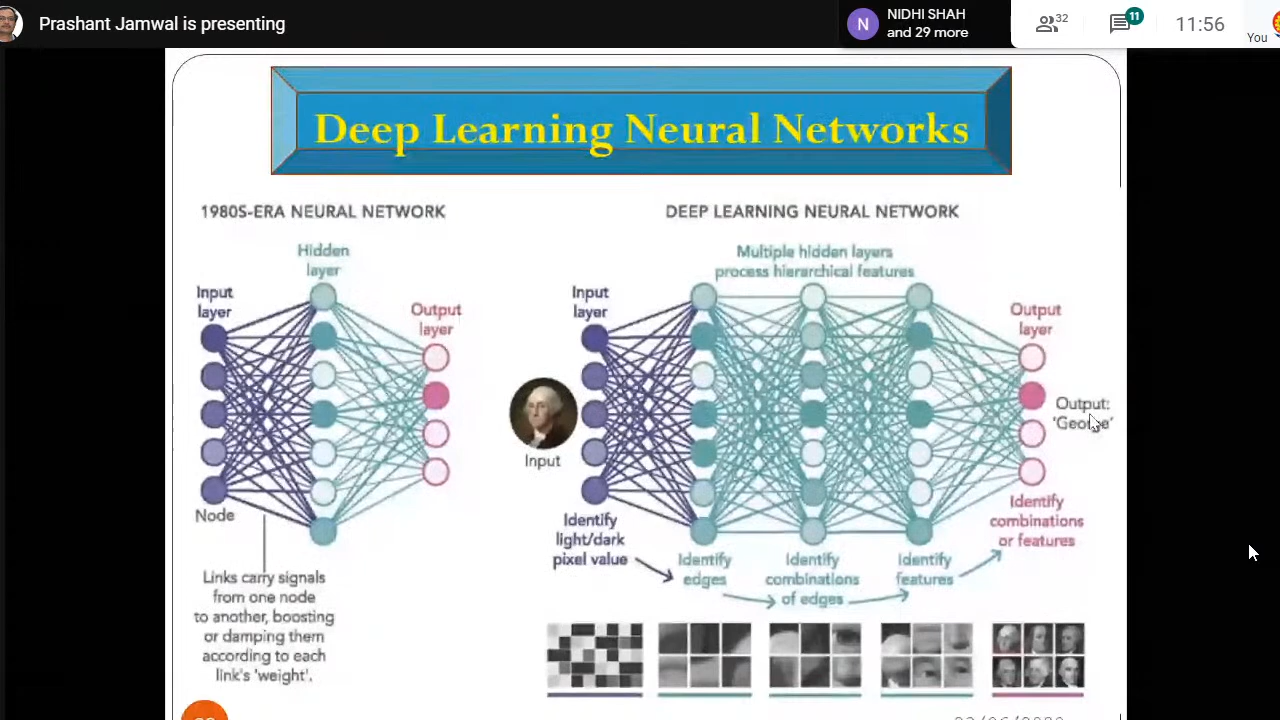 Prashant Jamwal is presenting
N
NIDHI SHAH
and 29 more
32
11
11:56
You
Deep Learning Neural Networks
1980S-ERA NEURAL NETWORK
Hidden
layer
Input
layer
Output
layer
Node
Links carry signals
from one node
to another, boosting
or damping them
according to each
link's 'weight'.
DEEP LEARNING NEURAL NETWORK
Multiple hidden layers
process hierarchical features
Input
layer
Output
layer
Input
Output:
'George'
Identify
light/dark
pixel value
Identify
edges
Identify
combinations
of edges
Identify
features
Identify
combinations
or features